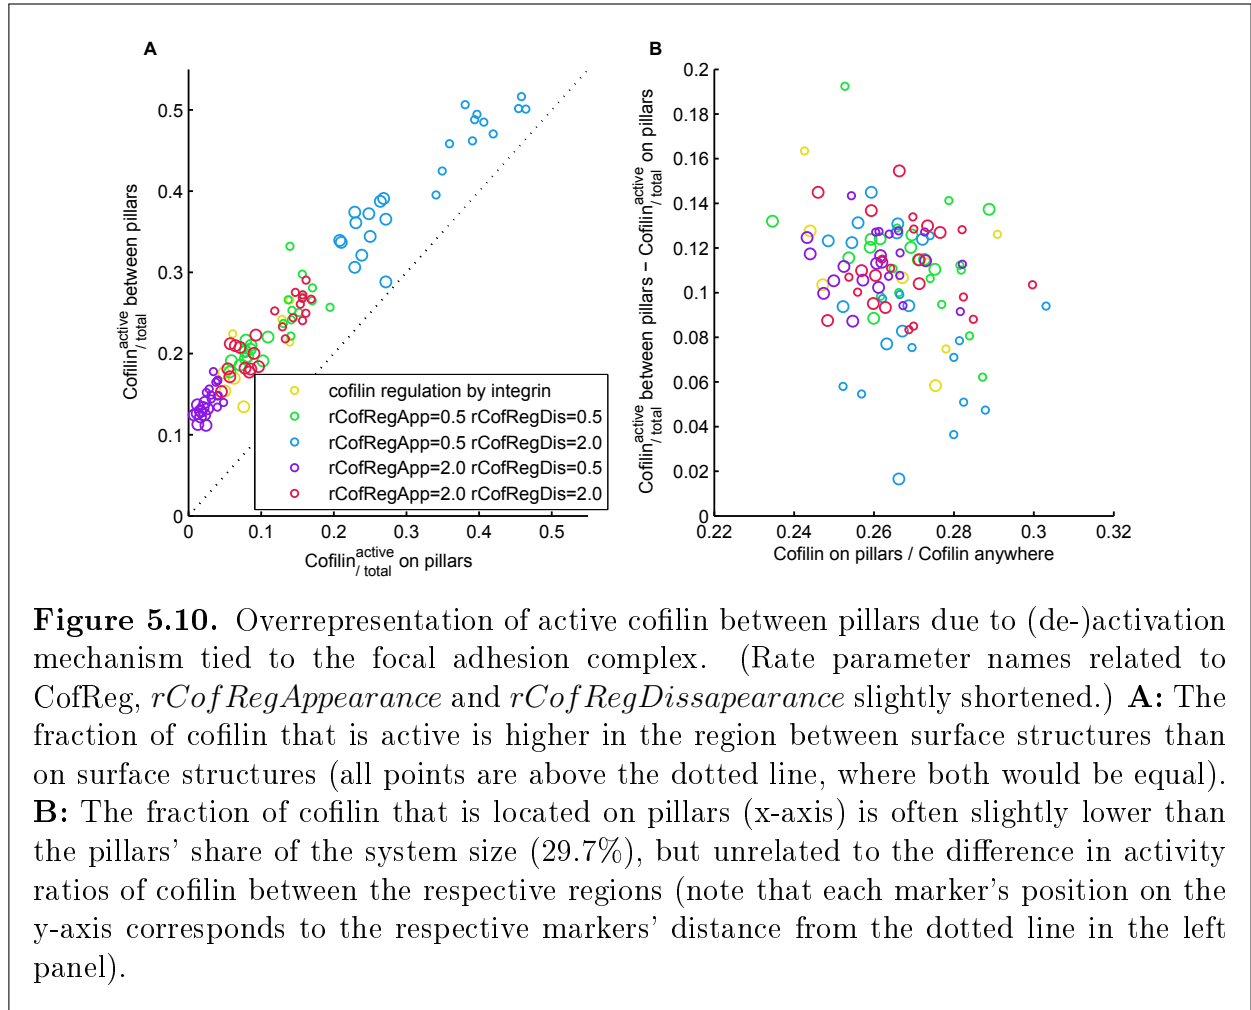 A
B
Cofilin active / total between pillars
0.5
0.4
0.3
0.2
0.1
0
0 0.1 0.2 0.3 0.4 0.5
Cofilin active / total on pillars
cofilin regulation by integrin
rCofRegApp=0.5 rCofRegDis=0.5
rCofRegApp=0.5 rCofRegDis=2.0
rCofRegApp=2.0 rCofRegDis=0.5
rCofRegApp=2.0 rCofRegDis=2.0
Cofilin active / total between pillars − Cofilin active / total on pillars
0.2
0.18
0.16
0.14
0.12
0.1
0.08
0.06
0.04
0.02
0
0.22 0.24 0.26 0.28 0.3 0.32
Cofilin on pillars / Cofilin anywhere
Figure 5.10. Overrepresentation of active cofilin between pillars due to (de-)activation
mechanism tied to the focal adhesion complex. (Rate parameter names related to
CofReg, rCofRegAppearance and rCofRegDissapearance slightly shortened.) A: The
fraction of cofilin that is active is higher in the region between surface structures than
on surface structures (all points are above the dotted line, where both would be equal).
B: The fraction of cofilin that is located on pillars (x-axis) is often slightly lower than
the pillars' share of the system size (29.7%), but unrelated to the difference in activity
ratios of cofilin between the respective regions (note that each marker's position on the
y-axis corresponds to the respective markers' distance from the dotted line in the left
panel).